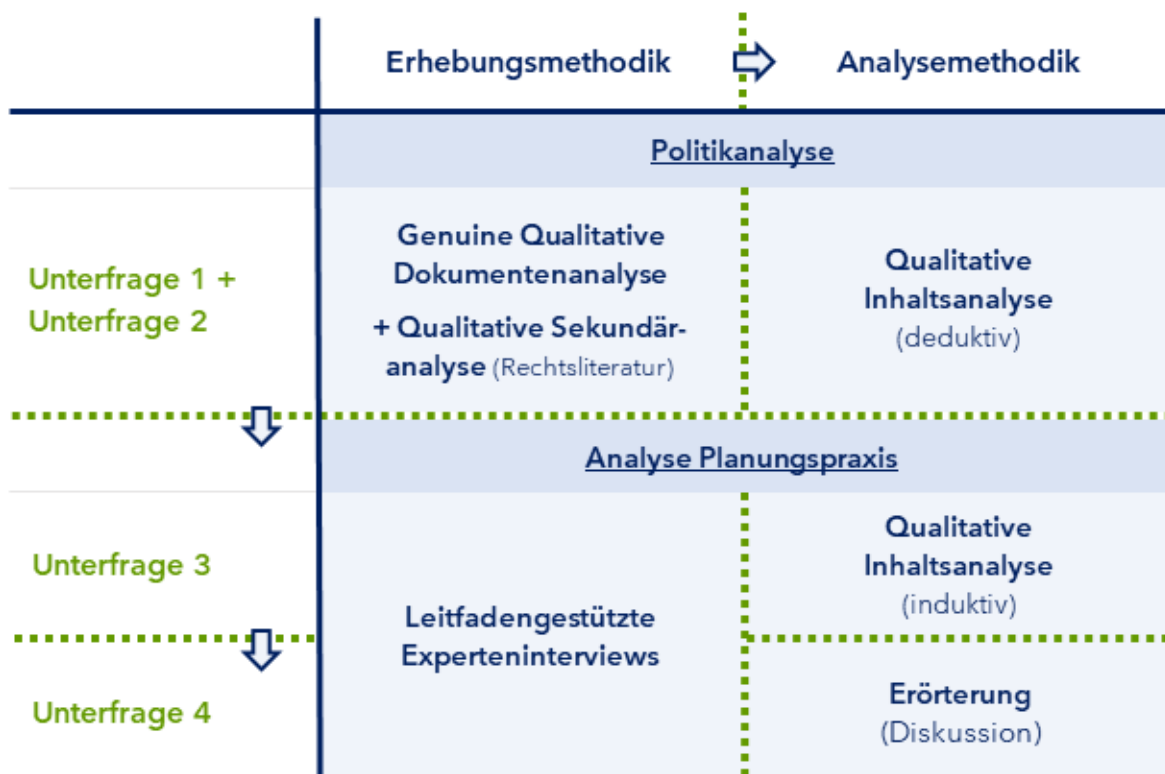 Erhebungsmethodik
Analysemethodik
Politikanalyse
Unterfrage 1 +
Unterfrage 2
Genuine Qualitative
Dokumentenanalyse
+ Qualitative Sekundär-
analyse (Rechtsliteratur)
Qualitative
Inhaltsanalyse
(deduktiv)
Analyse Planungspraxis
Unterfrage 3
Leitfadengestützte
Experteninterviews
Qualitative
Inhaltsanalyse
(induktiv)
Unterfrage 4
Erörterung
(Diskussion)